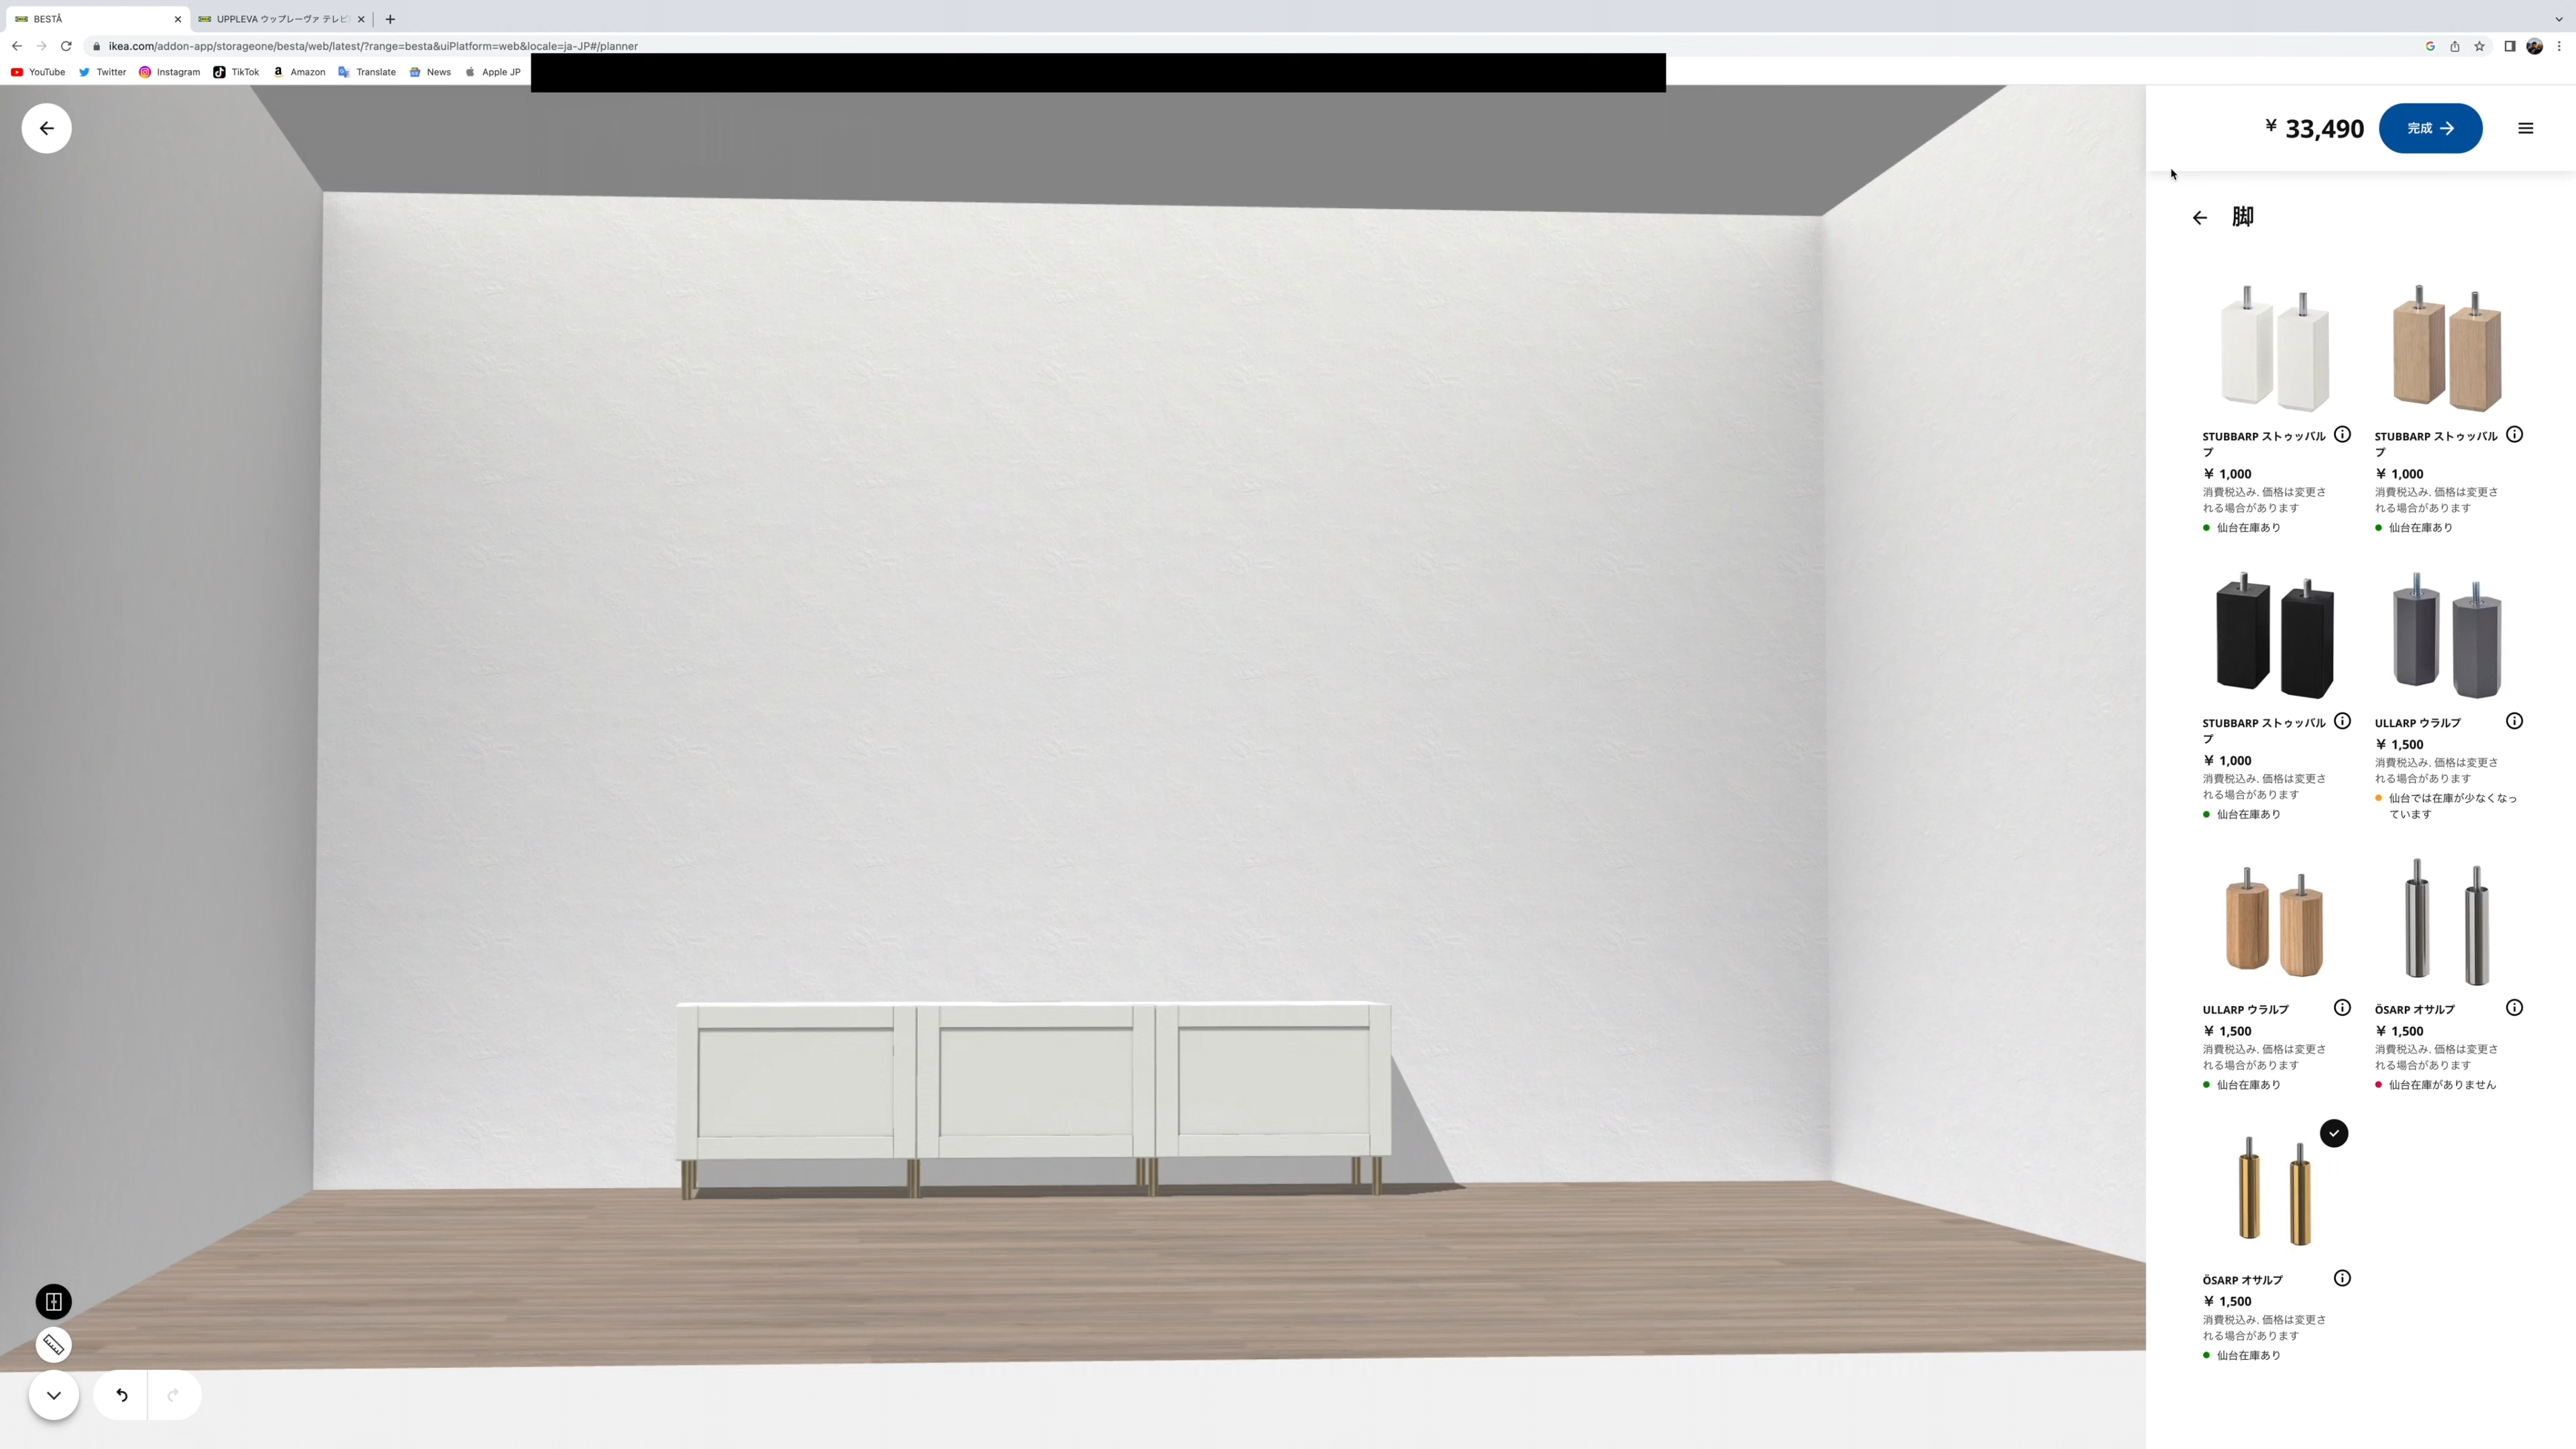 BESTÅ
UPPLEVA ウップレーヴァ テレビ
ikea.com/addon-app/storageone/besta/web/latest/?range=besta&uiPlatform=web&locale=ja-JP#/planner
YouTube Twitter Instagram TikTok Amazon Translate News Apple JP
¥ 33,490 完成
脚
STUBBARP ストゥッバル
プ
¥ 1,000
消費税込み. 価格は変更さ
れる場合があります
仙台在庫あり
STUBBARP ストゥッバル
プ
¥ 1,000
消費税込み. 価格は変更さ
れる場合があります
仙台在庫あり
STUBBARP ストゥッバル
プ
¥ 1,000
消費税込み. 価格は変更さ
れる場合があります
仙台在庫あり
ULLARP ウラルプ
¥ 1,500
消費税込み. 価格は変更さ
れる場合があります
仙台では在庫が少なくなっ
ています
ULLARP ウラルプ
¥ 1,500
消費税込み. 価格は変更さ
れる場合があります
仙台在庫あり
ÖSARP オサルプ
¥ 1,500
消費税込み. 価格は変更さ
れる場合があります
仙台在庫がありません
ÖSARP オサルプ
¥ 1,500
消費税込み. 価格は変更さ
れる場合があります
仙台在庫あり